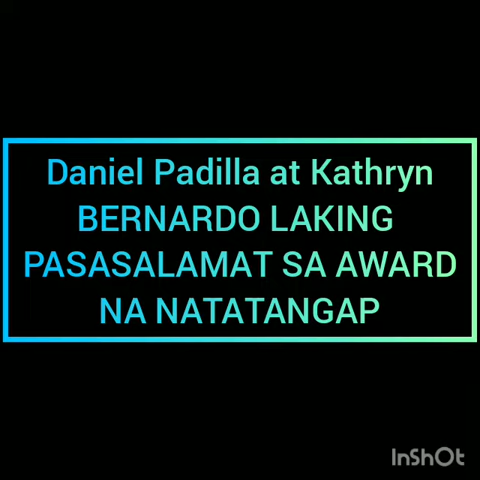 Daniel Padilla at Kathryn
BERNARDO LAKING
PASASALAMAT SA AWARD
NA NATATANGAP
InShOt